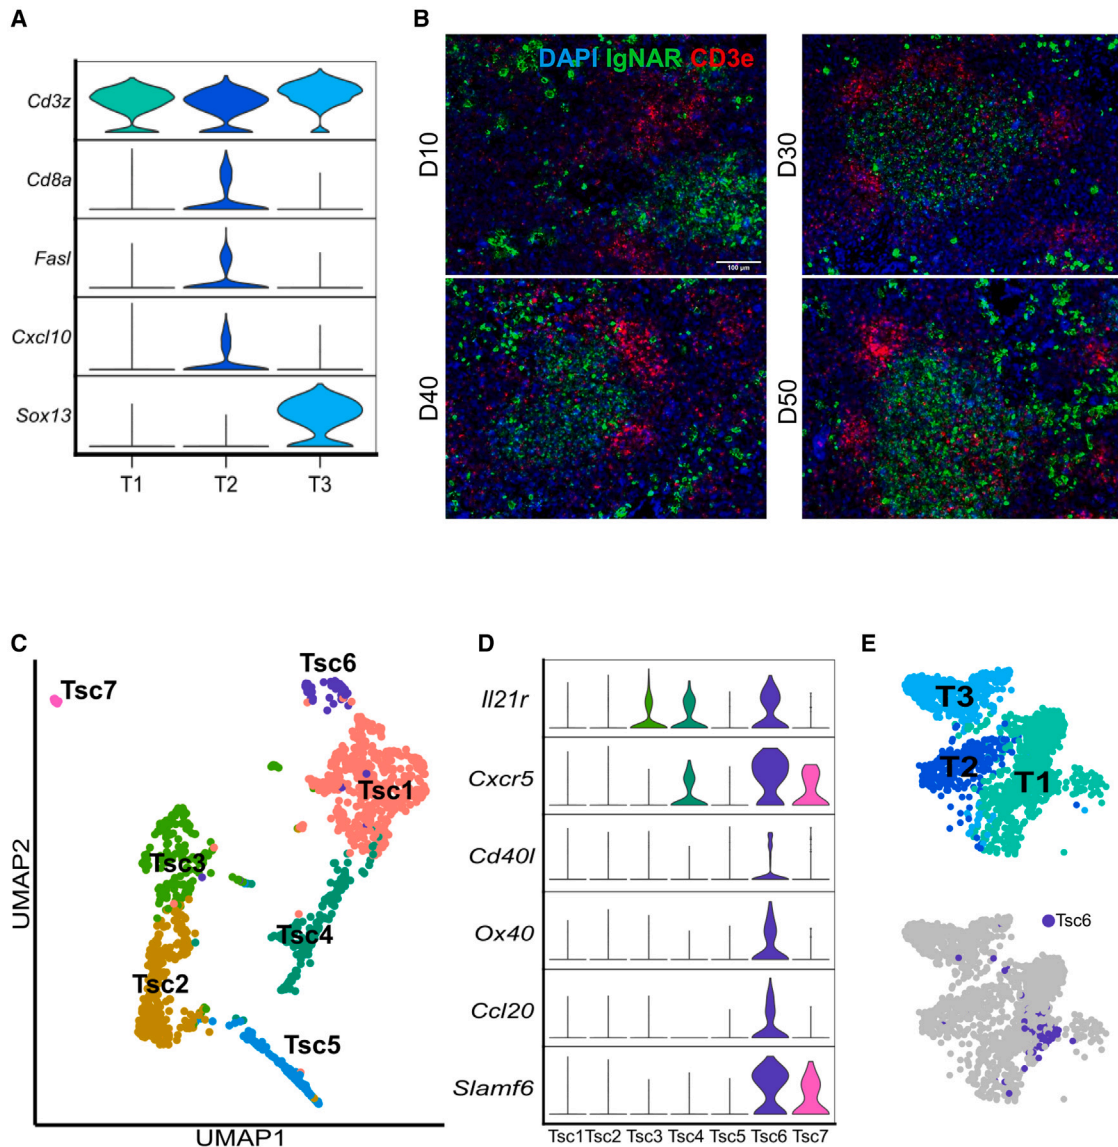 A
Cd3z
Cd8a
Fasl
Cxcl10
Sox13
T1 T2 T3
B
DAPI IgNAR CD3e
D10
100 µm
D30
D40
D50
C
Tsc7
Tsc6
Tsc1
Tsc3
Tsc4
Tsc2
Tsc5
UMAP2
UMAP1
D
Il21r
Cxcr5
Cd40l
Ox40
Ccl20
Slamf6
Tsc1 Tsc2 Tsc3 Tsc4 Tsc5 Tsc6 Tsc7
E
T3
T2
T1
Tsc6